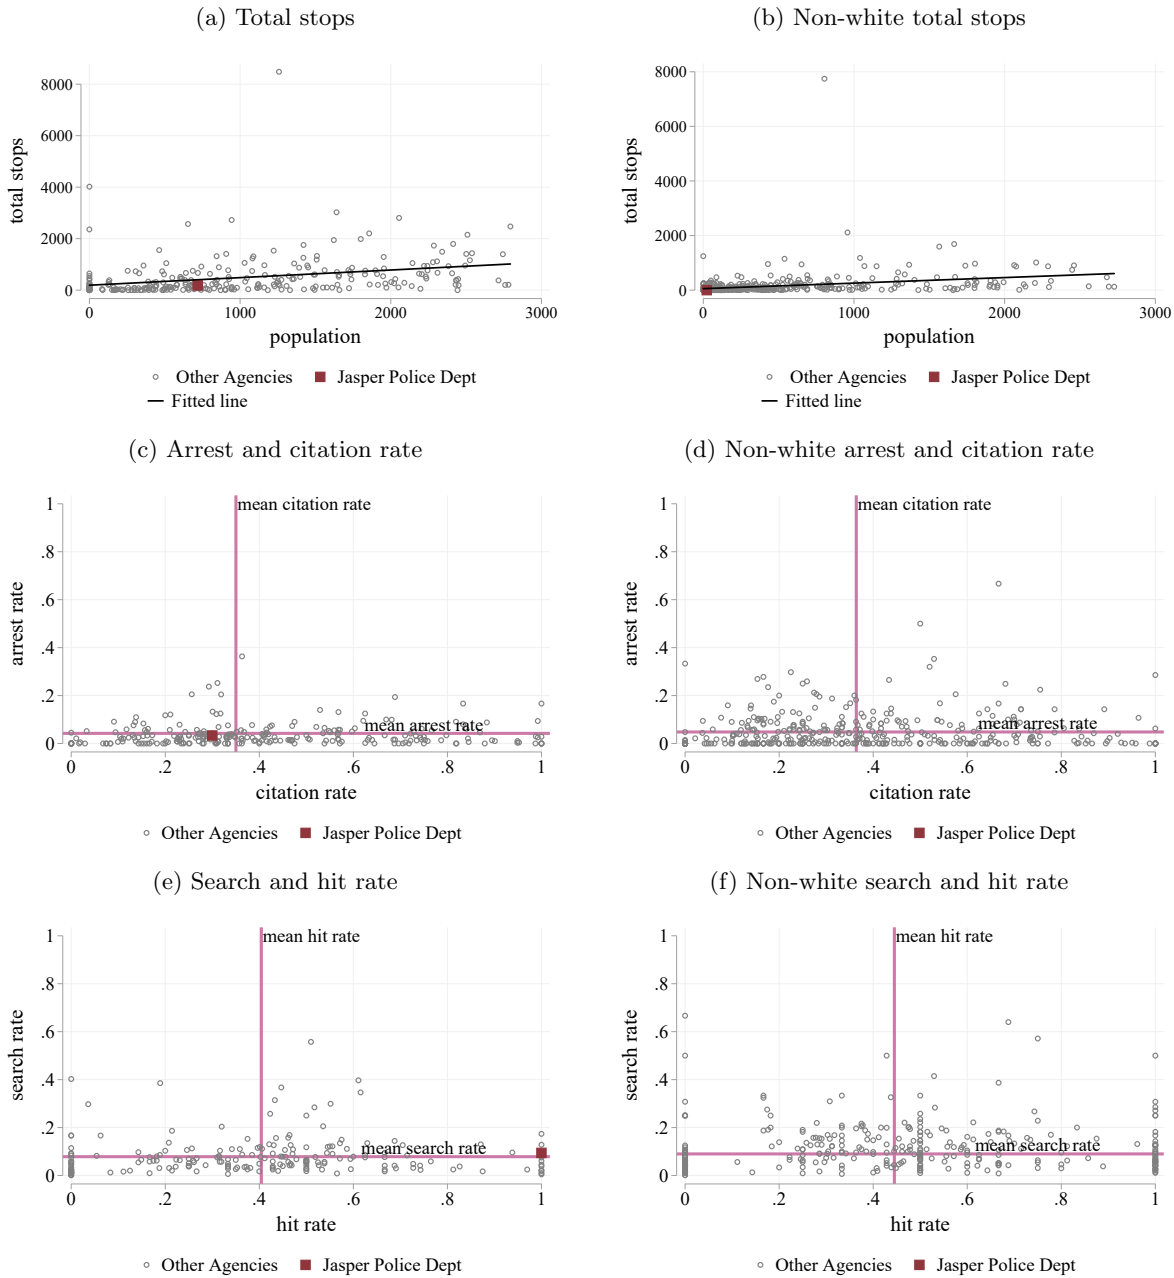 (a) Total stops
(b) Non-white total stops
8000
6000
4000
2000
0
total stops
0 1000 2000 3000
population
Other Agencies Jasper Police Dept
Fitted line
8000
6000
4000
2000
0
total stops
0 1000 2000 3000
population
Other Agencies Jasper Police Dept
Fitted line
(c) Arrest and citation rate
(d) Non-white arrest and citation rate
1
.8
.6
.4
.2
0
arrest rate
mean citation rate
mean arrest rate
0 .2 .4 .6 .8 1
citation rate
Other Agencies Jasper Police Dept
1
.8
.6
.4
.2
0
arrest rate
mean citation rate
mean arrest rate
0 .2 .4 .6 .8 1
citation rate
Other Agencies Jasper Police Dept
(e) Search and hit rate
(f) Non-white search and hit rate
1
.8
.6
.4
.2
0
search rate
mean hit rate
mean search rate
0 .2 .4 .6 .8 1
hit rate
Other Agencies Jasper Police Dept
1
.8
.6
.4
.2
0
search rate
mean hit rate
mean search rate
0 .2 .4 .6 .8 1
hit rate
Other Agencies Jasper Police Dept